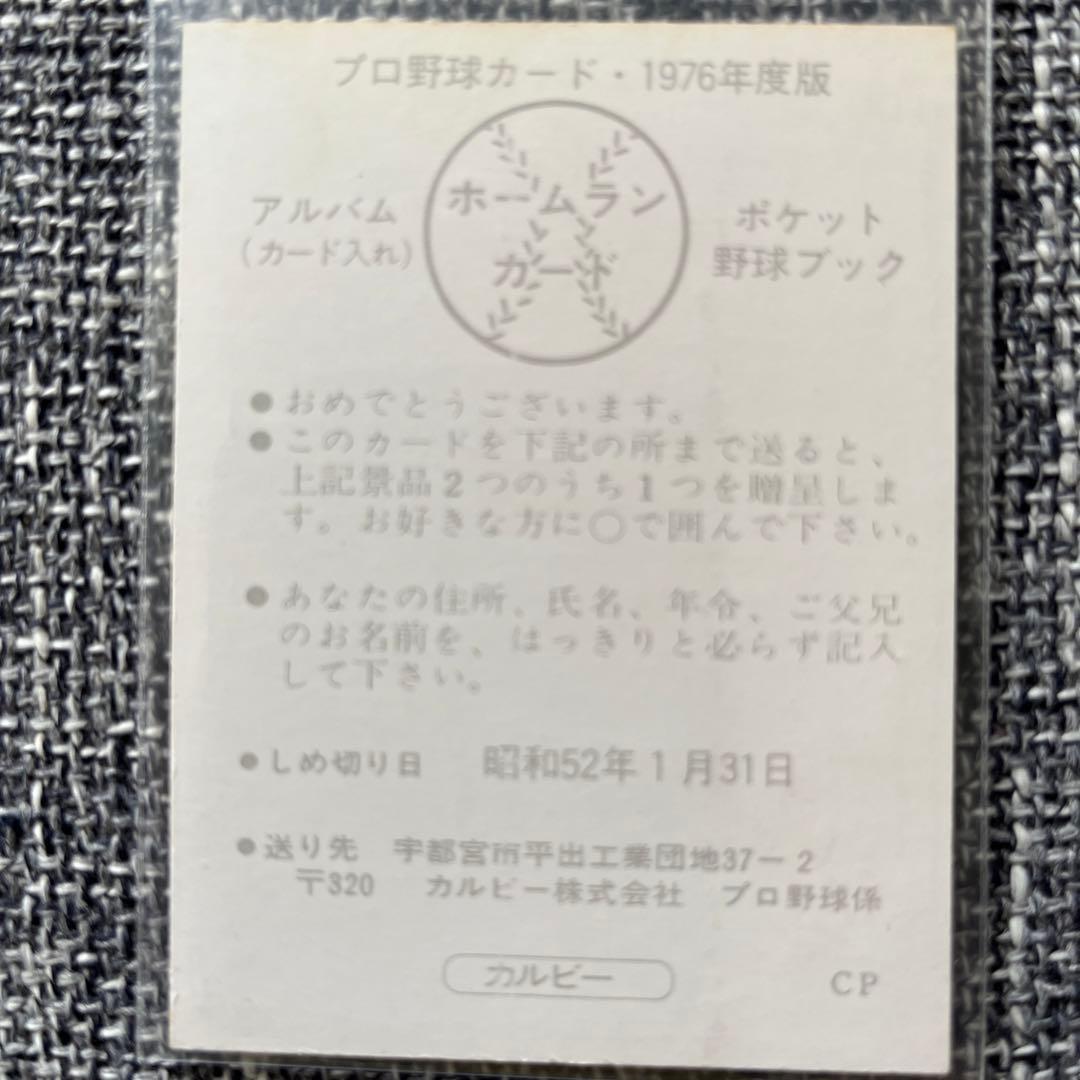 プロ野球カード・1976年度版
アルバム
(カード入れ)
ホームラン
カード
ポケット
野球ブック
●おめでとうございます。
●このカードを下記の所まで送ると、
上記景品2つのうち1つを贈呈しま
す。お好きな方に○で囲んで下さい。
●あなたの住所、氏名、年令、ご父兄
のお名前を、はっきりと必らず記入
して下さい。
●しめ切り日 昭和52年1月31日
●送り先 宇都宮市平出工業団地37−2
〒320 カルビー株式会社 プロ野球係
カルビー
CP